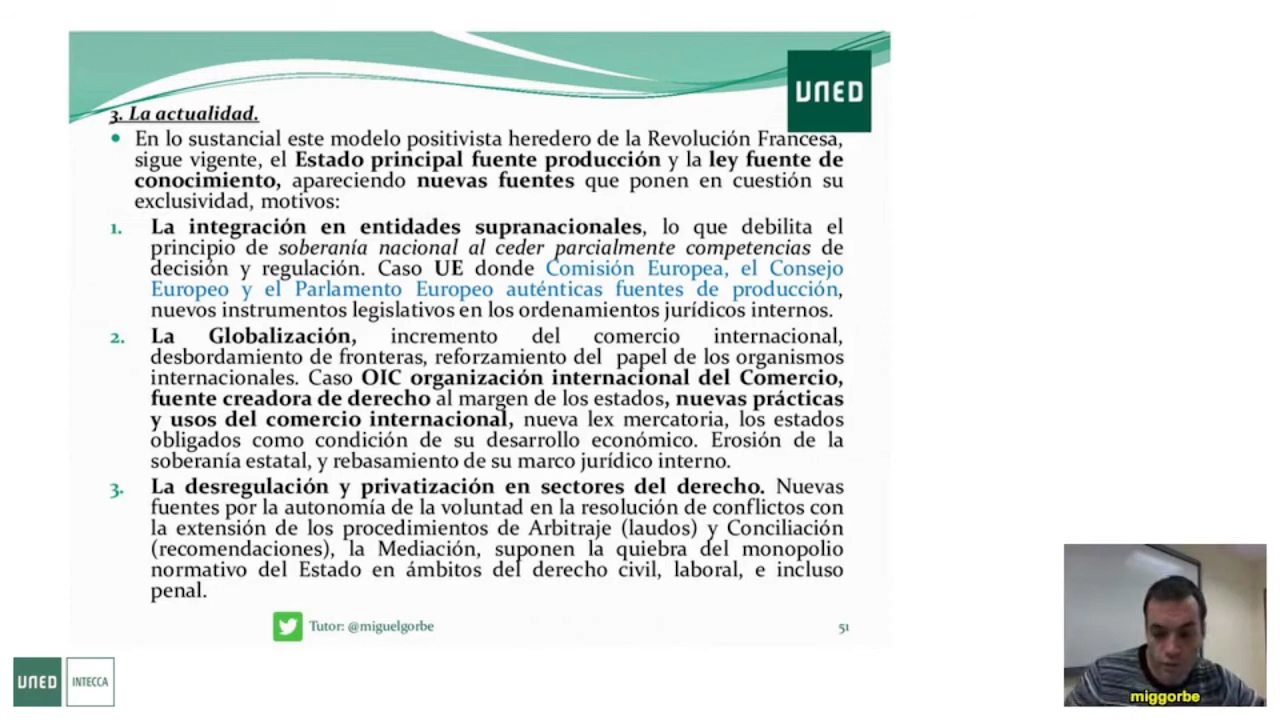 UNED
3. La actualidad.
• En lo sustancial este modelo positivista heredero de la Revolución Francesa,
sigue vigente, el Estado principal fuente producción y la ley fuente de
conocimiento, apareciendo nuevas fuentes que ponen en cuestión su
exclusividad, motivos:
1. La integración en entidades supranacionales, lo que debilita el
principio de soberanía nacional al ceder parcialmente competencias de
decisión y regulación. Caso UE donde Comisión Europea, el Consejo
Europeo y el Parlamento Europeo auténticas fuentes de producción,
nuevos instrumentos legislativos en los ordenamientos jurídicos internos.
2. La Globalización, incremento del comercio internacional,
desbordamiento de fronteras, reforzamiento del papel de los organismos
internacionales. Caso OIC organización internacional del Comercio,
fuente creadora de derecho al margen de los estados, nuevas prácticas
y usos del comercio internacional, nueva lex mercatoria, los estados
obligados como condición de su desarrollo económico. Erosión de la
soberanía estatal, y rebasamiento de su marco jurídico interno.
3. La desregulación y privatización en sectores del derecho. Nuevas
fuentes por la autonomía de la voluntad en la resolución de conflictos con
la extensión de los procedimientos de Arbitraje (laudos) y Conciliación
(recomendaciones), la Mediación, suponen la quiebra del monopolio
normativo del Estado en ámbitos del derecho civil, laboral, e incluso
penal.
Tutor: @miguelgorbe
51
UNED INTECCA
miggorbe